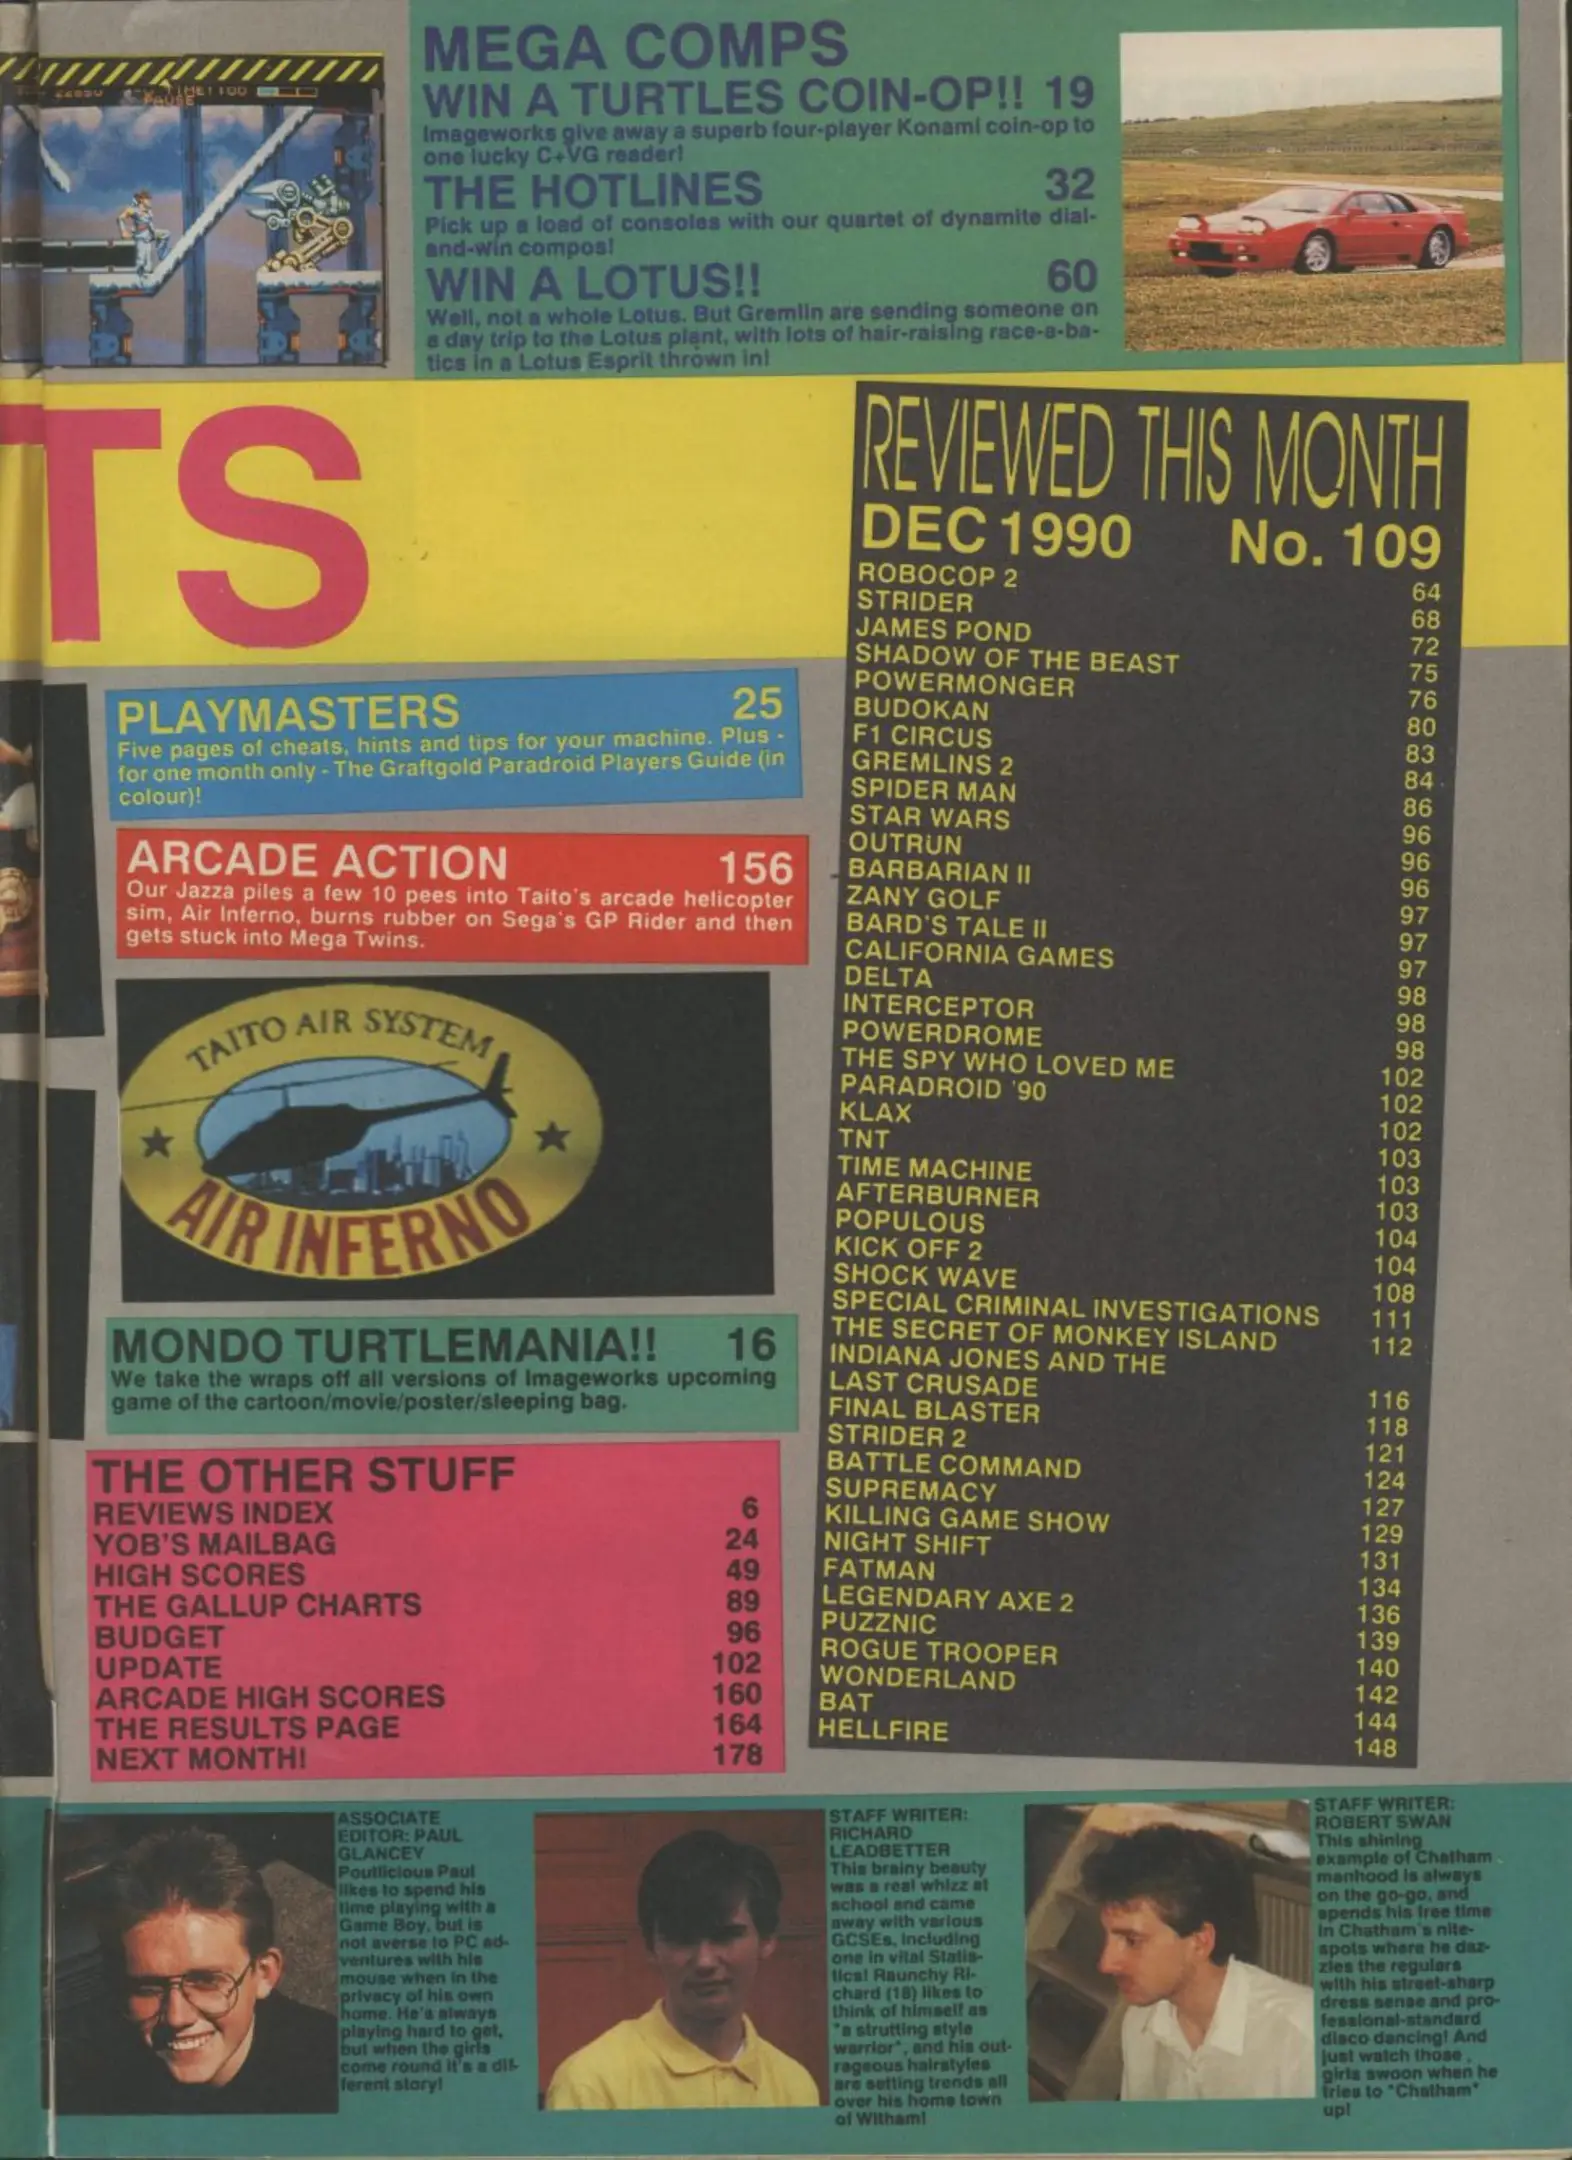 TIME! 100
PAUSE
MEGA COMPS
WIN A TURTLES COIN-OP!! 19
Imageworks give away a superb four-player Konami coin-op to
one lucky C+VG reader!
THE HOTLINES 32
Pick up a load of consoles with our quartet of dynamite dial-
and-win compos!
WIN A LOTUS!! 60
Well, not a whole Lotus. But Gremlin are sending someone on
a day trip to the Lotus plant, with lots of hair-raising race-a-ba-
tics in a Lotus Esprit thrown in!
TS
PLAYMASTERS 25
Five pages of cheats, hints and tips for your machine. Plus -
for one month only - The Graftgold Paradroid Players Guide (in
colour)!
ARCADE ACTION 156
Our Jazza piles a few 10 pees into Taito's arcade helicopter
sim, Air Inferno, burns rubber on Sega's GP Rider and then
gets stuck into Mega Twins.
TAITO AIR SYSTEM
AIR INFERNO
MONDO TURTLEMANIA!! 16
We take the wraps off all versions of Imageworks upcoming
game of the cartoon/movie/poster/sleeping bag.
THE OTHER STUFF
REVIEWS INDEX 6
YOB'S MAILBAG 24
HIGH SCORES 49
THE GALLUP CHARTS 89
BUDGET 96
UPDATE 102
ARCADE HIGH SCORES 160
THE RESULTS PAGE 164
NEXT MONTH! 178
REVIEWED THIS MONTH
DEC 1990 No. 109
ROBOCOP 2 64
STRIDER 68
JAMES POND 72
SHADOW OF THE BEAST 75
POWERMONGER 76
BUDOKAN 80
F1 CIRCUS 83
GREMLINS 2 84
SPIDER MAN 86
STAR WARS 96
OUTRUN 96
BARBARIAN II 96
ZANY GOLF 97
BARD'S TALE II 97
CALIFORNIA GAMES 97
DELTA 98
INTERCEPTOR 98
POWERDROME 98
THE SPY WHO LOVED ME 102
PARADROID '90 102
KLAX 102
TNT 103
TIME MACHINE 103
AFTERBURNER 103
POPULOUS 104
KICK OFF 2 104
SHOCK WAVE 108
SPECIAL CRIMINAL INVESTIGATIONS 111
THE SECRET OF MONKEY ISLAND 112
INDIANA JONES AND THE
LAST CRUSADE 116
FINAL BLASTER 118
STRIDER 2 121
BATTLE COMMAND 124
SUPREMACY 127
KILLING GAME SHOW 129
NIGHT SHIFT 131
FATMAN 134
LEGENDARY AXE 2 136
PUZZNIC 139
ROGUE TROOPER 140
WONDERLAND 142
BAT 144
HELLFIRE 148
ASSOCIATE
EDITOR: PAUL
GLANCEY
Poutlicious Paul
likes to spend his
time playing with a
Game Boy, but is
not averse to PC ad-
ventures with his
mouse when in the
privacy of his own
home. He's always
playing hard to get,
but when the girls
come round it's a dif-
ferent story!
STAFF WRITER:
RICHARD
LEADBETTER
This brainy beauty
was a real whizz at
school and came
away with various
GCSEs, including
one in vital Statis-
tics! Raunchy Ri-
chard (18) likes to
think of himself as
"a strutting style
warrior", and his out-
rageous hairstyles
are setting trends all
over his home town
of Witham!
STAFF WRITER:
ROBERT SWAN
This shining
example of Chatham
manhood is always
on the go-go, and
spends his free time
in Chatham's nite-
spots where he daz-
zles the regulars
with his street-sharp
dress sense and pro-
fessional-standard
disco dancing! And
just watch those
girls swoon when he
tries to "Chatham"
up!